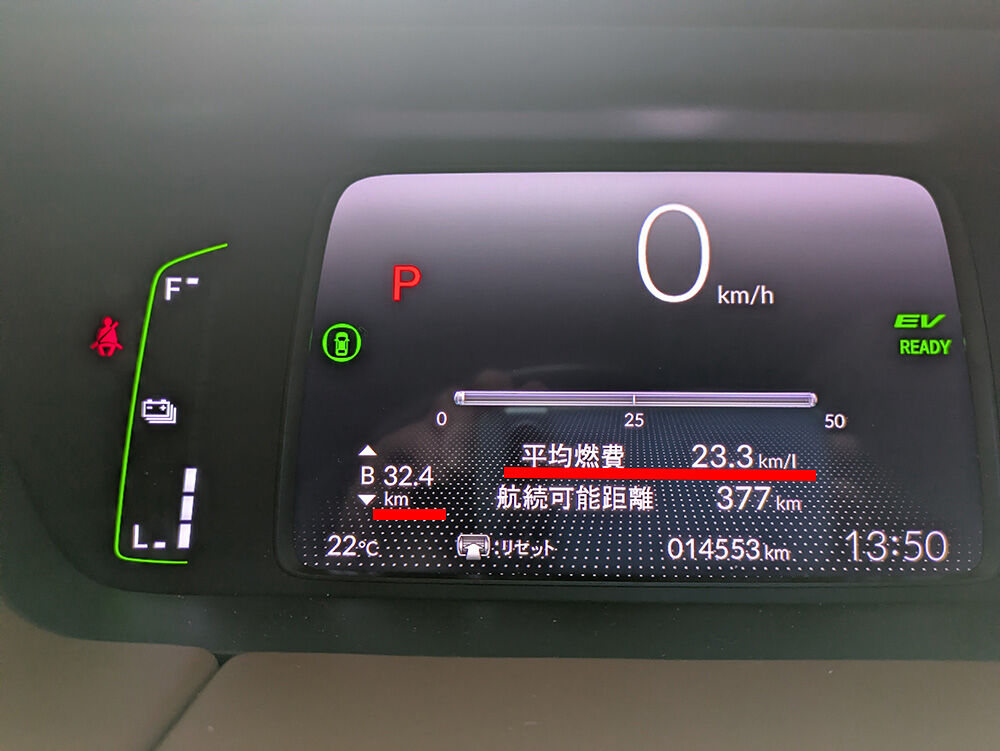 0 km/h
F
P
EV
READY
0 25 50
平均燃費 23.3 km/l
B 32.4
km
航続可能距離 377 km
L
22℃ :リセット 014553 km 13:50